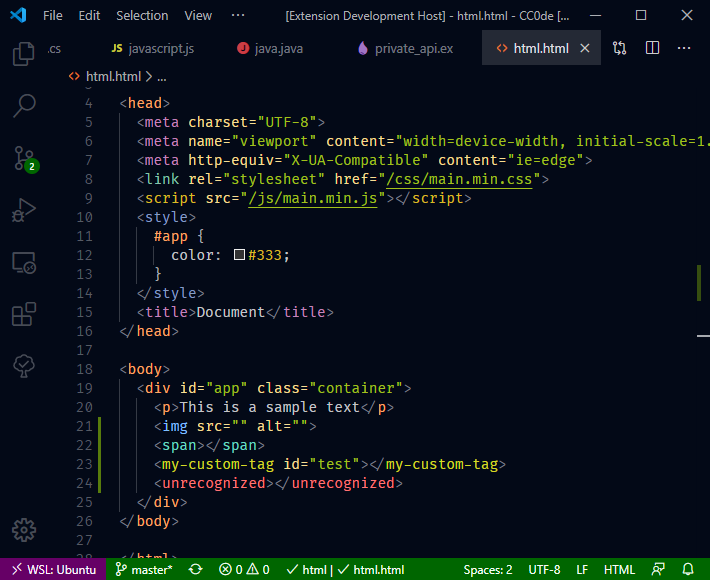 File Edit Selection View ··· [Extension Development Host] - html.html - CC0de [...
.cs JS javascript.js java.java private_api.ex html.html
html.html > ...
4 <head>
5 <meta charset="UTF-8">
6 <meta name="viewport" content="width=device-width, initial-scale=1.
7 <meta http-equiv="X-UA-Compatible" content="ie=edge">
8 <link rel="stylesheet" href="/css/main.min.css">
9 <script src="/js/main.min.js"></script>
10 <style>
11 #app {
12 color: #333;
13 }
14 </style>
15 <title>Document</title>
16 </head>
17
18 <body>
19 <div id="app" class="container">
20 <p>This is a sample text</p>
21 <img src="" alt="">
22 <span></span>
23 <my-custom-tag id="test"></my-custom-tag>
24 <unrecognized></unrecognized>
25 </div>
26 </body>
27
28 </html>
2
WSL: Ubuntu master* 0 0 html | html.html Spaces: 2 UTF-8 LF HTML